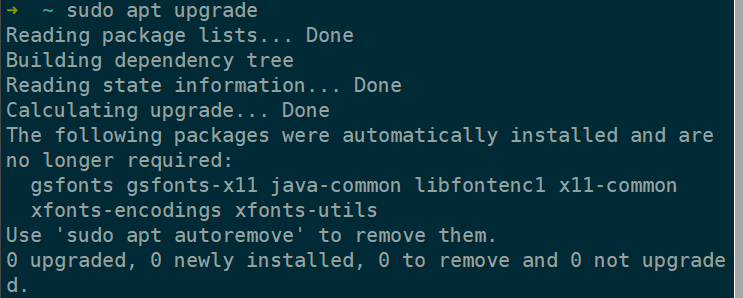 ➜  ~ sudo apt upgrade
Reading package lists... Done
Building dependency tree
Reading state information... Done
Calculating upgrade... Done
The following packages were automatically installed and are
no longer required:
  gsfonts gsfonts-x11 java-common libfontenc1 x11-common
  xfonts-encodings xfonts-utils
Use 'sudo apt autoremove' to remove them.
0 upgraded, 0 newly installed, 0 to remove and 0 not upgrade
d.